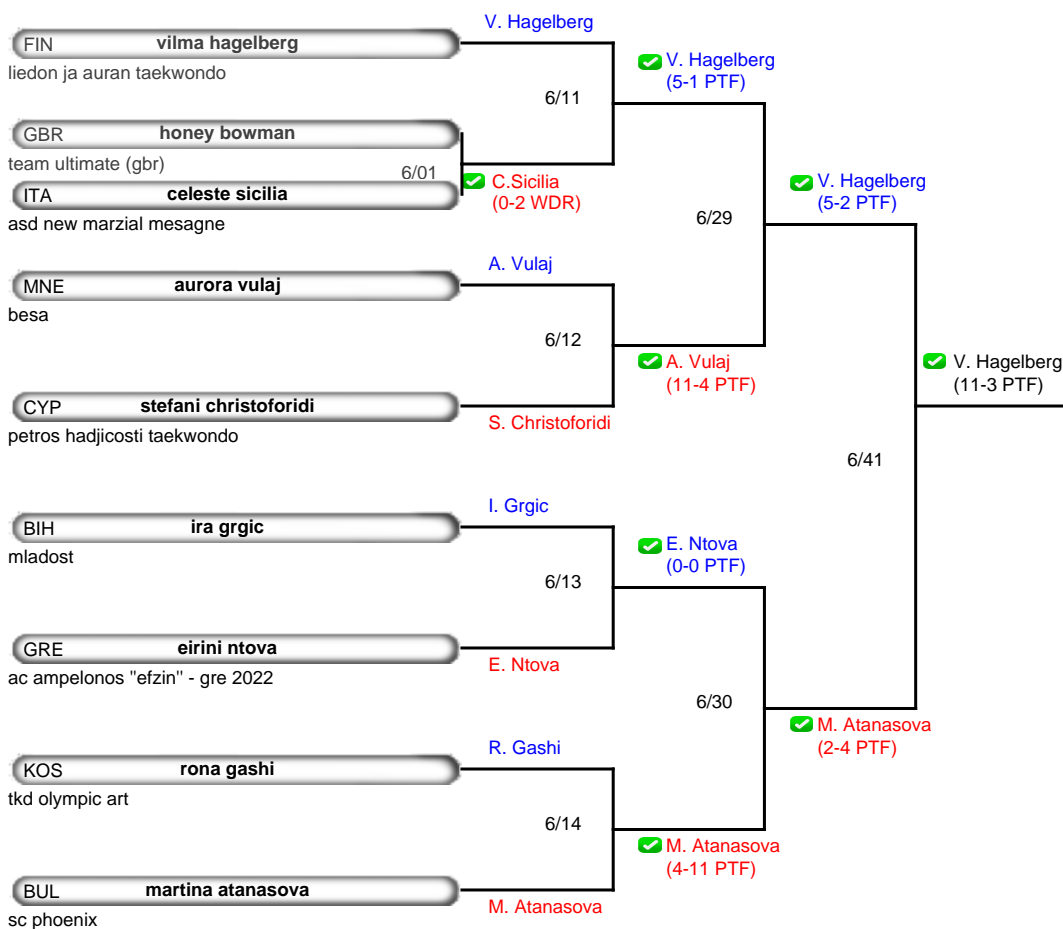 V. Hagelberg
FIN vilma hagelberg
liedon ja auran taekwondo
V. Hagelberg
(5-1 PTF)
6/11
GBR honey bowman
team ultimate (gbr)
6/01
C.Sicilia
(0-2 WDR)
ITA celeste sicilia
asd new marzial mesagne
V. Hagelberg
(5-2 PTF)
6/29
A. Vulaj
MNE aurora vulaj
besa
6/12
A. Vulaj
(11-4 PTF)
V. Hagelberg
(11-3 PTF)
CYP stefani christoforidi
petros hadjicosti taekwondo
S. Christoforidi
6/41
I. Grgic
BIH ira grgic
mladost
E. Ntova
(0-0 PTF)
6/13
GRE eirini ntova
ac ampelonos "efzin" - gre 2022
E. Ntova
6/30
M. Atanasova
(2-4 PTF)
R. Gashi
KOS rona gashi
tkd olympic art
6/14
M. Atanasova
(4-11 PTF)
BUL martina atanasova
sc phoenix
M. Atanasova